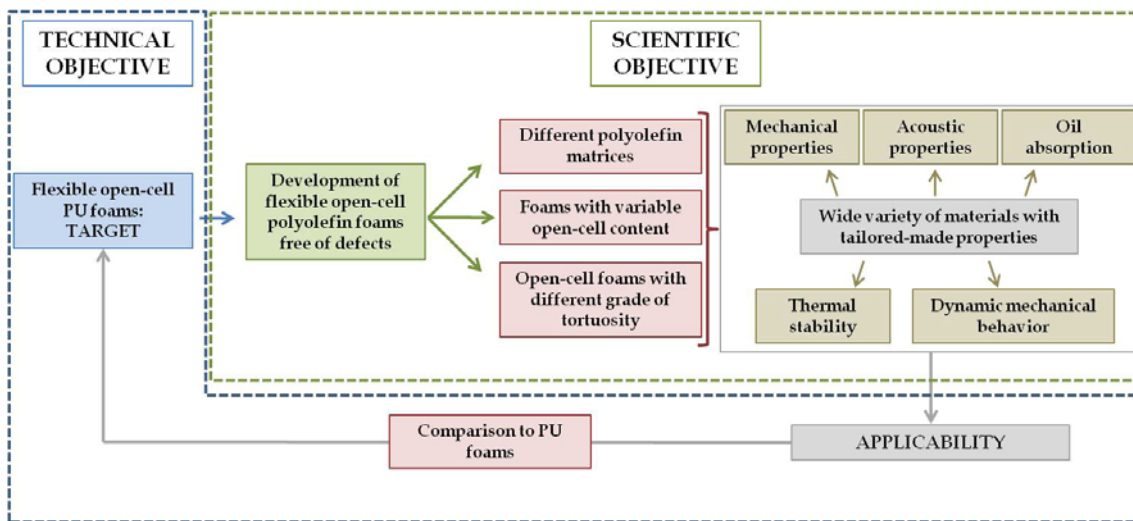 TECHNICAL
OBJECTIVE
SCIENTIFIC
OBJECTIVE
Flexible open-cell
PU foams:
TARGET
Development of
flexible open-cell
polyolefin foams
free of defects
Different polyolefin
matrices
Foams with variable
open-cell content
Open-cell foams with
different grade of
tortuosity
Mechanical
properties
Acoustic
properties
Oil
absorption
Wide variety of materials with
tailored-made properties
Thermal
stability
Dynamic mechanical
behavior
Comparison to PU
foams
APPLICABILITY